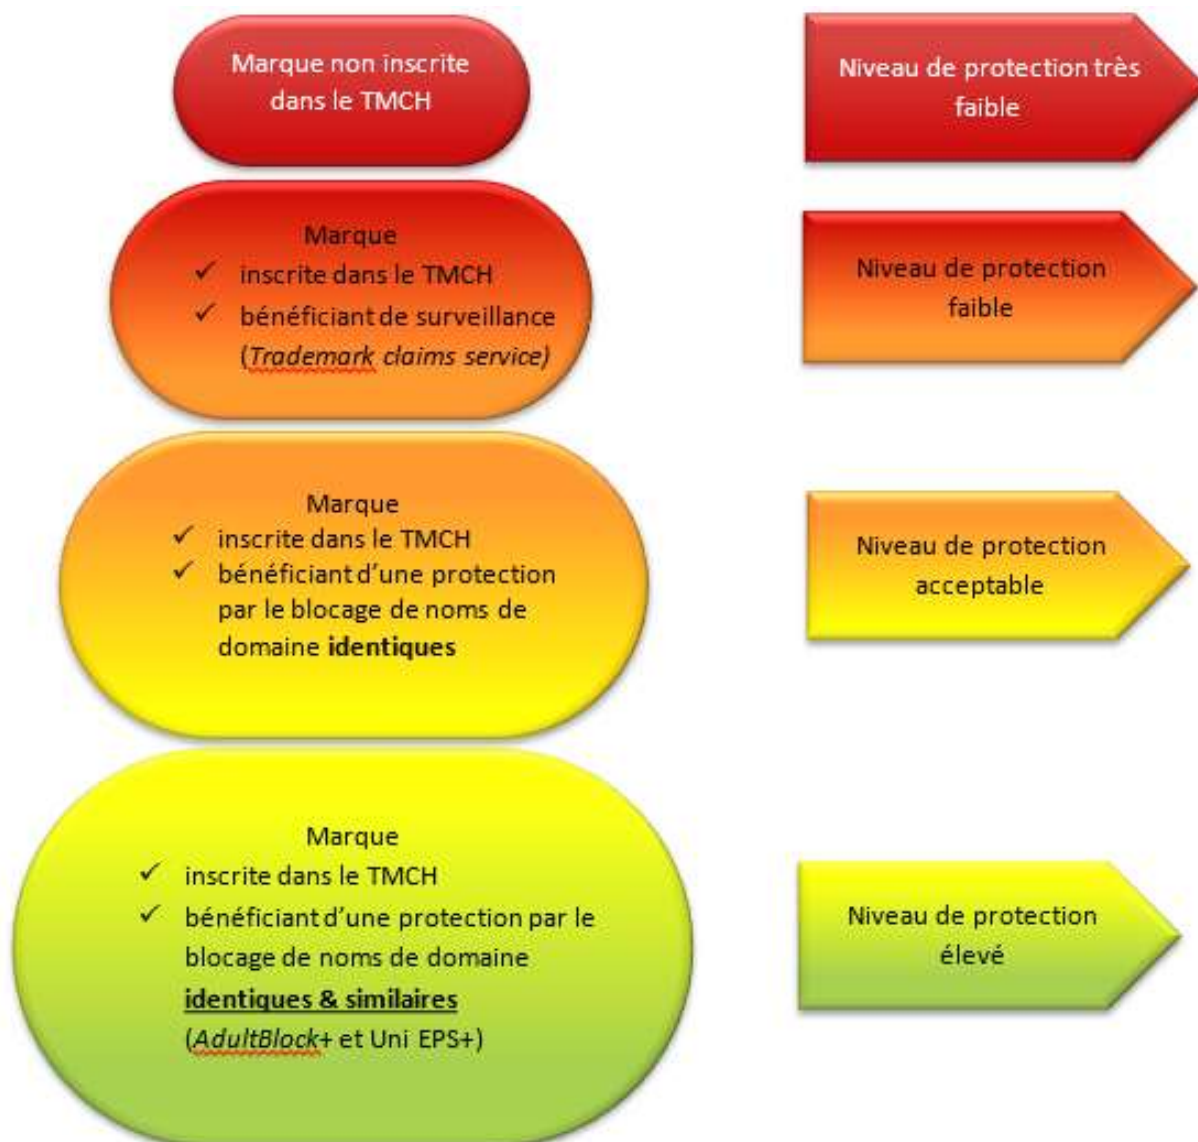 Marque non inscrite
dans le TMCH
Niveau de protection très
faible
Marque
✓ inscrite dans le TMCH
✓ bénéficiant de surveillance
(Trademark claims service)
Niveau de protection
faible
Marque
✓ inscrite dans le TMCH
✓ bénéficiant d’une protection
par le blocage de noms de
domaine identiques
Niveau de protection
acceptable
Marque
✓ inscrite dans le TMCH
✓ bénéficiant d’une protection par le
blocage de noms de domaine
identiques & similaires
(AdultBlock+ et Uni EPS+)
Niveau de protection
élevé